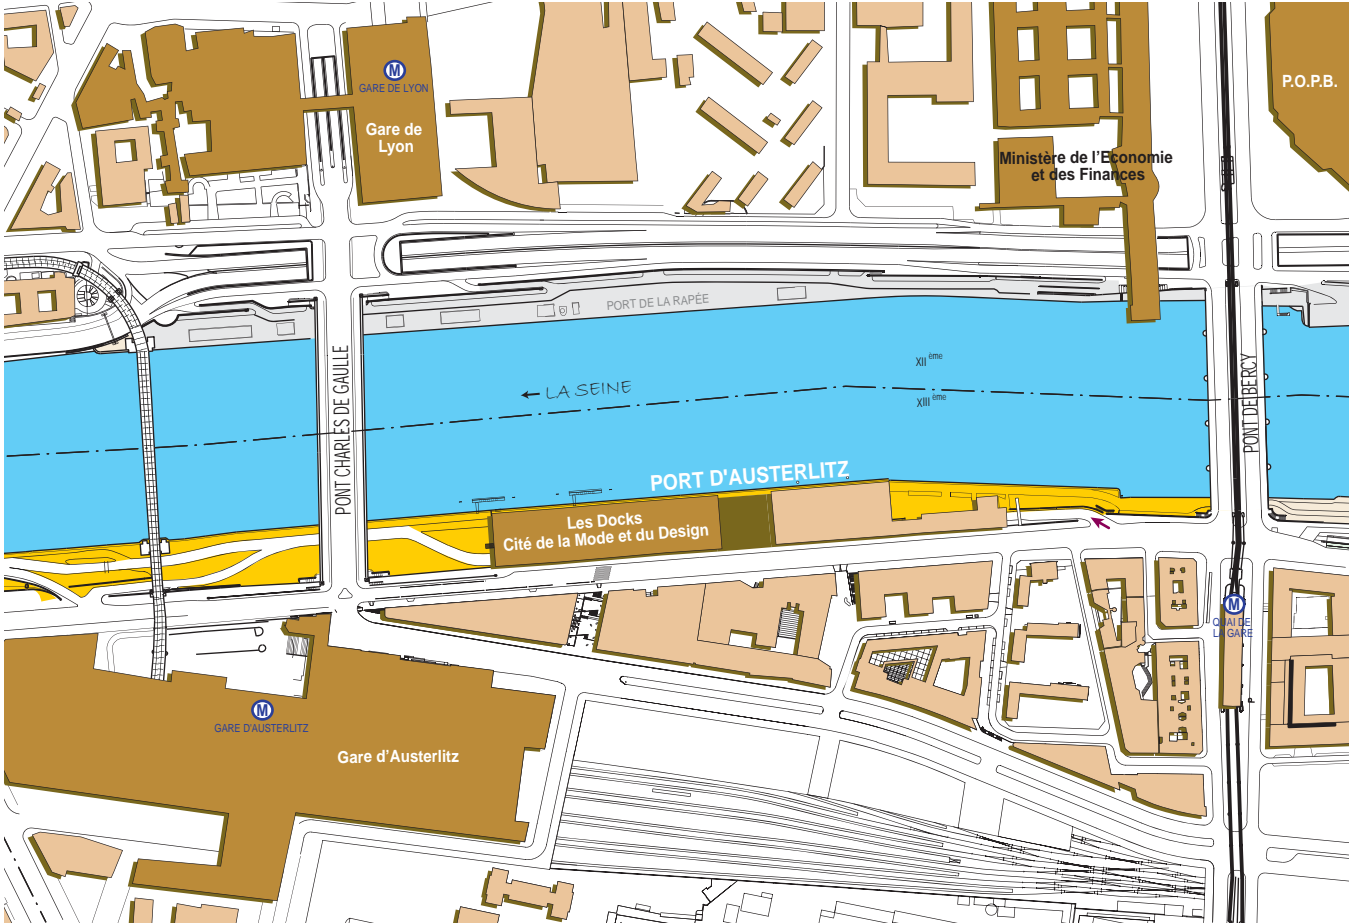 M
GARE DE LYON
Gare de
Lyon
P.O.P.B.
Ministère de l'Economie
et des Finances
PORT DE LA RAPÉE
XII ème
← LA SEINE
XIII ème
PONT CHARLES DE GAULLE
PONT DE BERCY
PORT D'AUSTERLITZ
Les Docks
Cité de la Mode et du Design
M
QUAI DE
LA GARE
M
GARE D'AUSTERLITZ
Gare d'Austerlitz